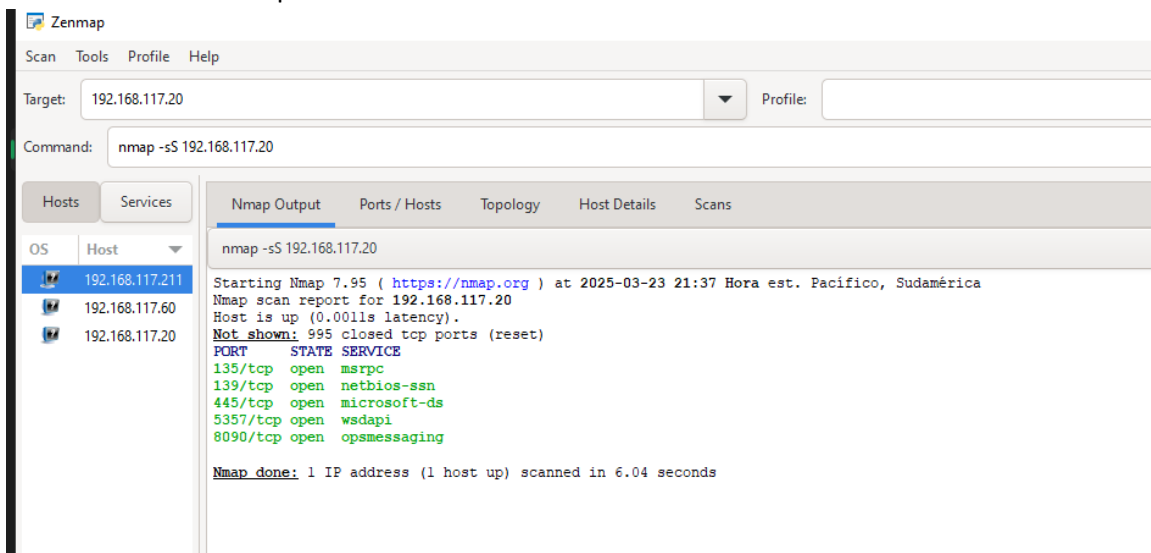 Zenmap
Scan Tools Profile Help
Target: 192.168.117.20 Profile:
Command: nmap -sS 192.168.117.20
Hosts Services Nmap Output Ports / Hosts Topology Host Details Scans
OS Host nmap -sS 192.168.117.20
192.168.117.211
192.168.117.60
192.168.117.20
Starting Nmap 7.95 ( https://nmap.org ) at 2025-03-23 21:37 Hora est. Pacífico, Sudamérica
Nmap scan report for 192.168.117.20
Host is up (0.0011s latency).
Not shown: 995 closed tcp ports (reset)
PORT STATE SERVICE
135/tcp open msrpc
139/tcp open netbios-ssn
445/tcp open microsoft-ds
5357/tcp open wsdapi
8090/tcp open opsmessaging
Nmap done: 1 IP address (1 host up) scanned in 6.04 seconds